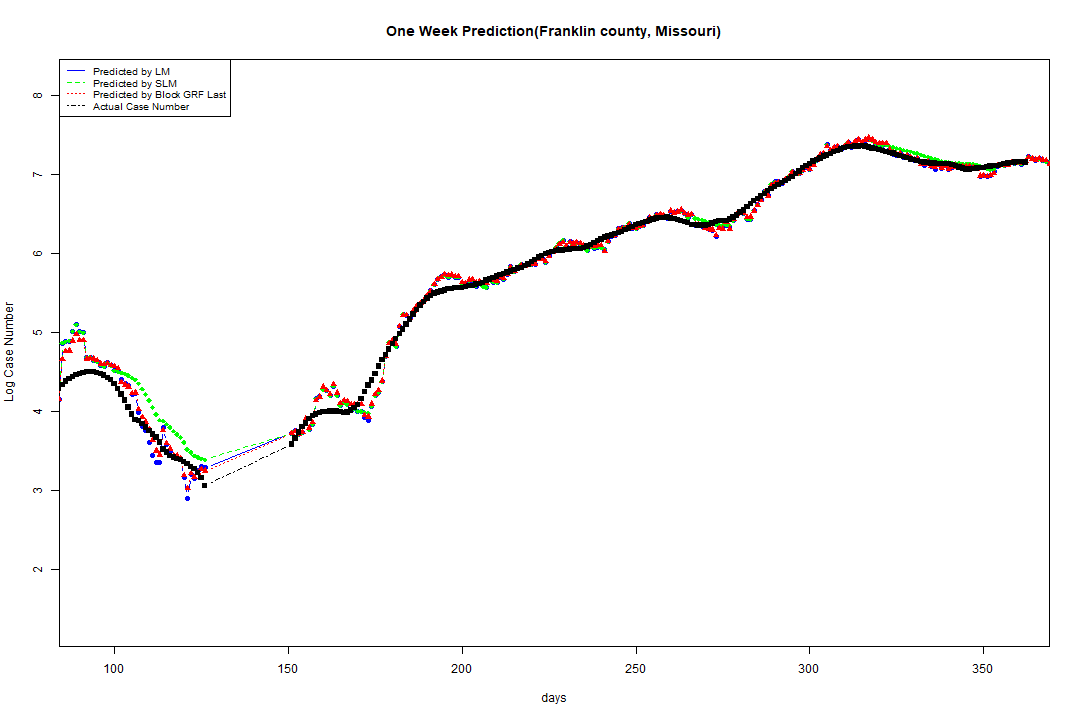 One Week Prediction(Franklin county, Missouri)
Predicted by LM
Predicted by SLM
Predicted by Block GRF Last
Actual Case Number
8
7
6
5
4
3
2
Log Case Number
100 150 200 250 300 350
days